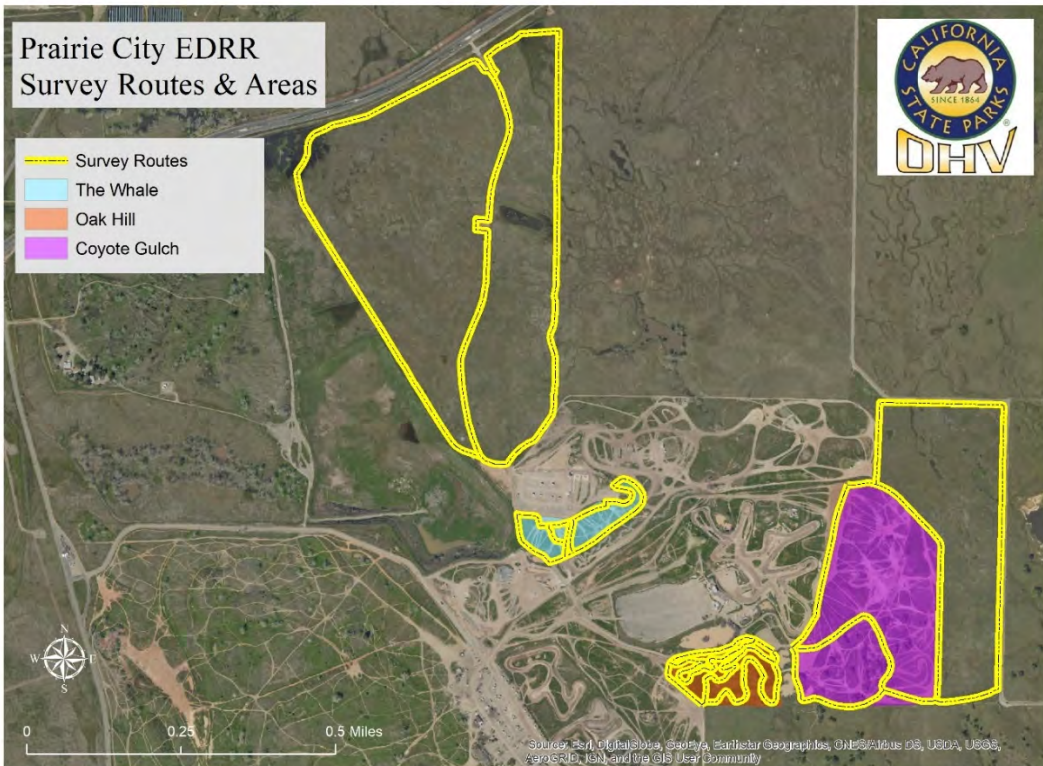 Prairie City EDRR
Survey Routes & Areas
CALIFORNIA
STATE PARKS
SINCE 1864
OHV
®
Survey Routes
The Whale
Oak Hill
Coyote Gulch
N
W
E
S
0
0.25
0.5 Miles
Source: Esri, DigitalGlobe, GeoEye, Earthstar Geographics, CNES/Airbus DS, USDA, USGS,
AeroGRID, IGN, and the GIS User Community